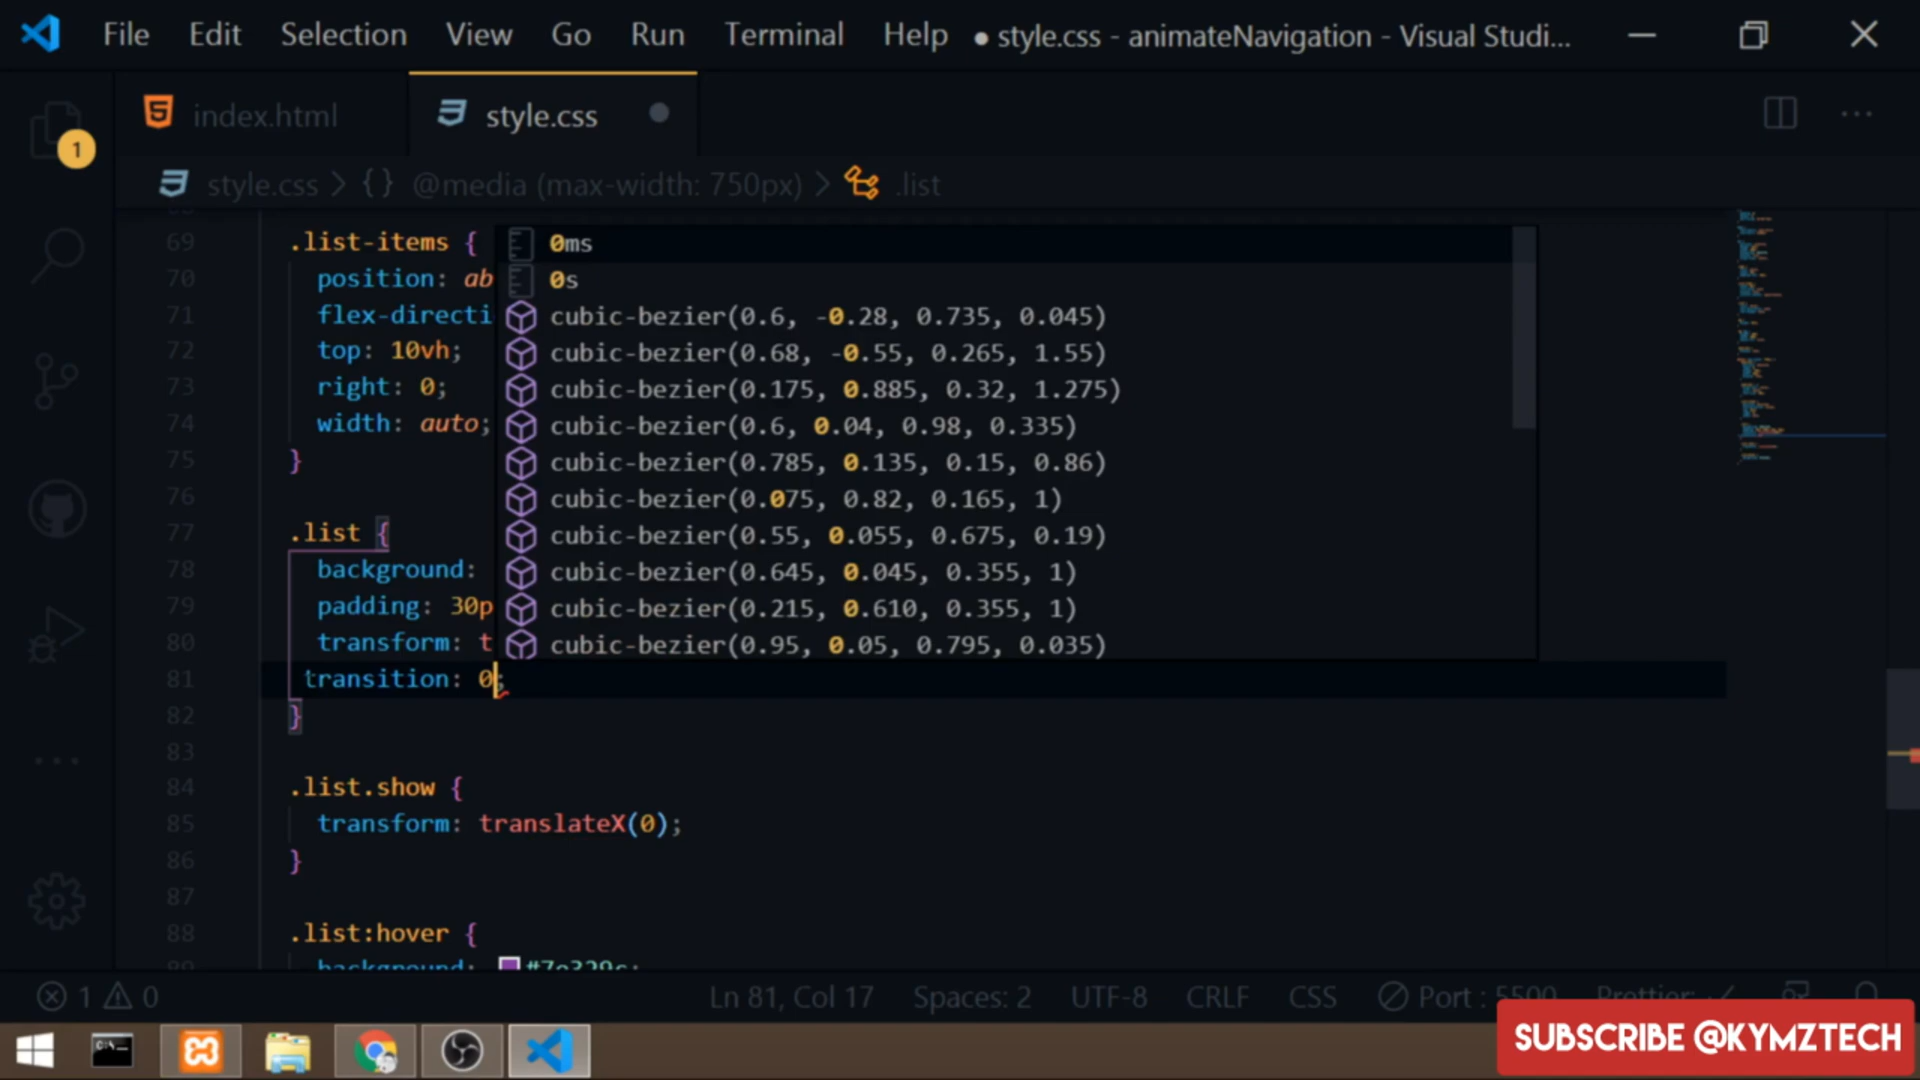 File Edit Selection View Go Run Terminal Help ● style.css - animateNavigation - Visual Studi...
index.html style.css
1
style.css > {} @media (max-width: 750px) > .list
69 .list-items {
70 position: ab
71 flex-directi
72 top: 10vh;
73 right: 0;
74 width: auto;
75 }
76
77 .list {
78 background:
79 padding: 30p
80 transform: t
81 transition: 0;
82 }
83
84 .list.show {
85 transform: translateX(0);
86 }
87
88 .list:hover {
89 background: #7e329c;
0ms
0s
cubic-bezier(0.6, -0.28, 0.735, 0.045)
cubic-bezier(0.68, -0.55, 0.265, 1.55)
cubic-bezier(0.175, 0.885, 0.32, 1.275)
cubic-bezier(0.6, 0.04, 0.98, 0.335)
cubic-bezier(0.785, 0.135, 0.15, 0.86)
cubic-bezier(0.075, 0.82, 0.165, 1)
cubic-bezier(0.55, 0.055, 0.675, 0.19)
cubic-bezier(0.645, 0.045, 0.355, 1)
cubic-bezier(0.215, 0.610, 0.355, 1)
cubic-bezier(0.95, 0.05, 0.795, 0.035)
1 0 Ln 81, Col 17 Spaces: 2 UTF-8 CRLF CSS Port : 5500 Prettier: ✓
SUBSCRIBE @KYMZTECH